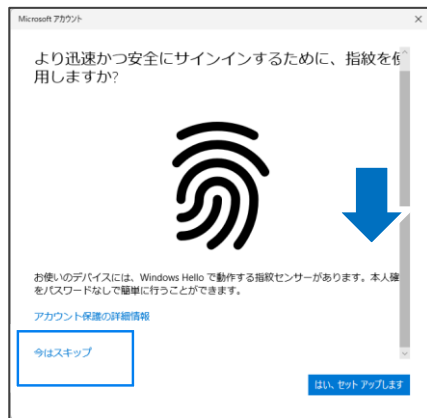 Microsoft アカウント
より迅速かつ安全にサインインするために、指紋を使
用しますか?
お使いのデバイスには、Windows Hello で動作する指紋センサーがあります。本人確
をパスワードなしで簡単に行うことができます。
アカウント保護の詳細情報
今はスキップ
はい、セット アップします